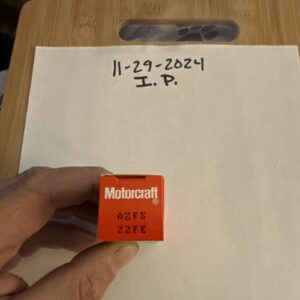 11-29-2024
I.P.
Motorcraft
AZFS
22FE